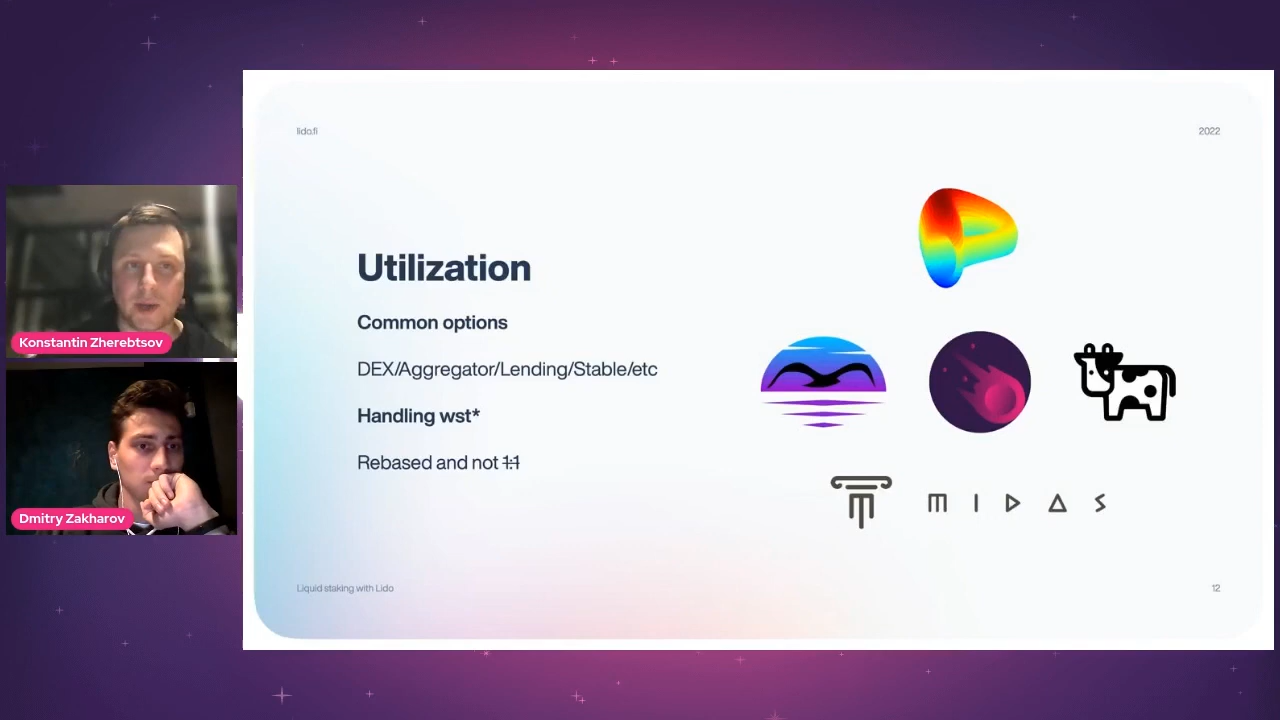 lido.fi
2022
Utilization
Common options
DEX/Aggregator/Lending/Stable/etc
Handling wst*
Rebased and not 1:1
MIDAS
Liquid staking with Lido
12
Konstantin Zherebtsov
Dmitry Zakharov